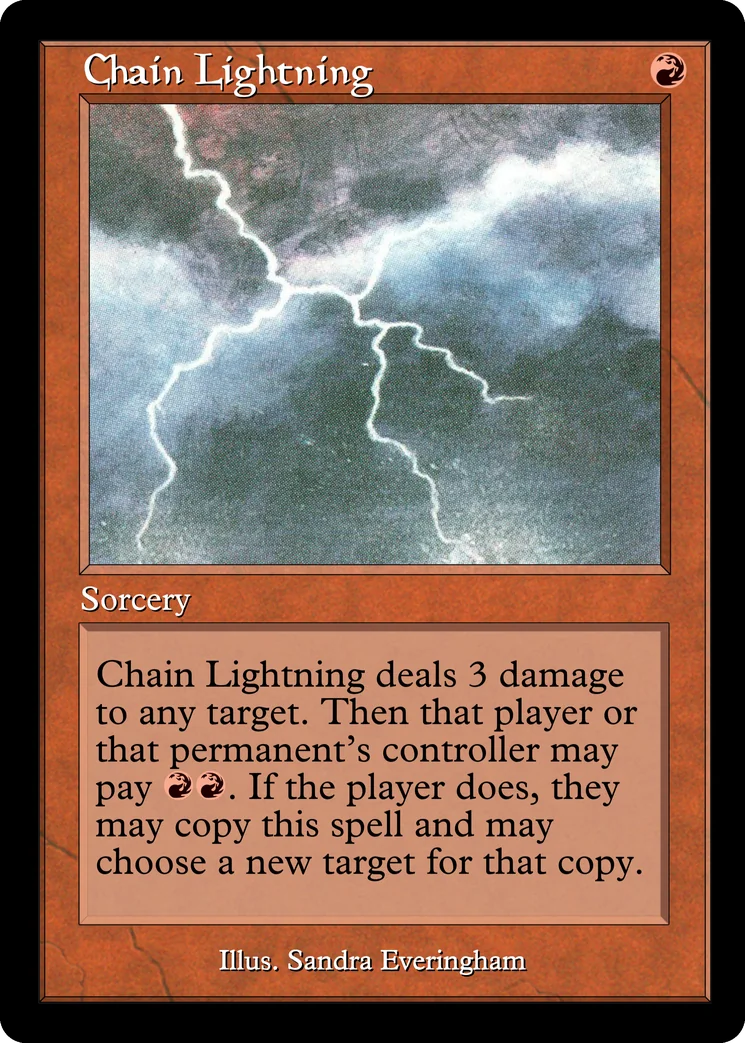 Chain Lightning
Sorcery
Chain Lightning deals 3 damage
to any target. Then that player or
that permanent's controller may
pay . If the player does, they
may copy this spell and may
choose a new target for that copy.
Illus. Sandra Everingham